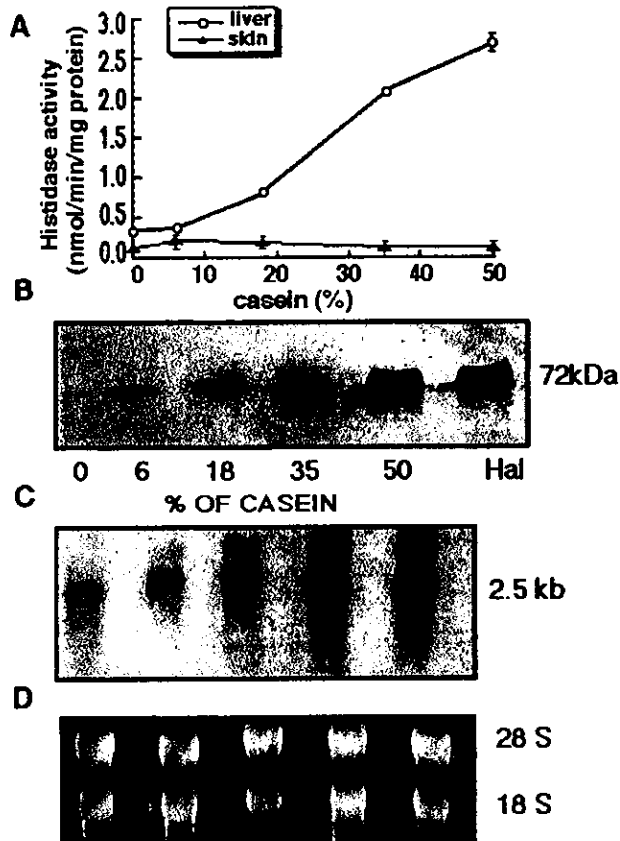 A
liver
skin
Histidase activity
(nmol/min/mg protein)
3.0
2.5
2.0
1.5
1.0
0.5
0.0
0 10 20 30 40 50
casein (%)
B
72kDa
0 6 18 35 50 Hal
% OF CASEIN
C
2.5 kb
D
28 S
18 S